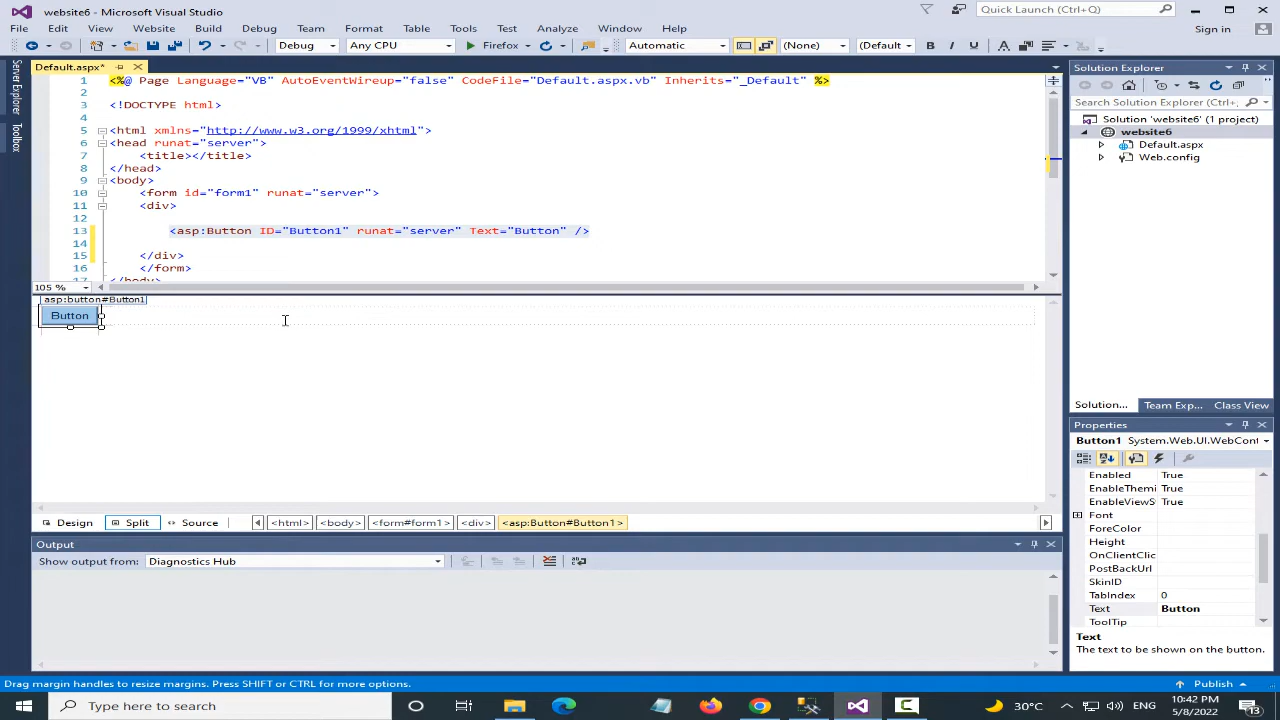 website6 - Microsoft Visual Studio
Quick Launch (Ctrl+Q)
File Edit View Website Build Debug Team Format Table Tools Analyze Window Help
Sign in
Debug Any CPU Firefox Automatic (None) (Default
Default.aspx*
Server Explorer
Toolbox
1 <%@ Page Language="VB" AutoEventWireup="false" CodeFile="Default.aspx.vb" Inherits="_Default" %>
2
3 <!DOCTYPE html>
4
5 <html xmlns="http://www.w3.org/1999/xhtml">
6 <head runat="server">
7 <title></title>
8 </head>
9 <body>
10 <form id="form1" runat="server">
11 <div>
12
13 <asp:Button ID="Button1" runat="server" Text="Button" />
14
15 </div>
16 </form>
17 </body>
105 %
asp:button#Button1
Button
Design Split Source <html> <body> <form#form1> <div> <asp:Button#Button1>
Output
Show output from: Diagnostics Hub
Solution Explorer
Search Solution Explorer (Ctrl+,
Solution 'website6' (1 project)
website6
Default.aspx
Web.config
Solution... Team Exp... Class View
Properties
Button1 System.Web.UI.WebCont
Enabled True
EnableThemi True
EnableViewS True
Font
ForeColor
Height
OnClientClic
PostBackUrl
SkinID
TabIndex 0
Text Button
ToolTip
Text
The text to be shown on the button.
Drag margin handles to resize margins. Press SHIFT or CTRL for more options.
Publish
Type here to search
30°C
ENG
10:42 PM
5/8/2022
13